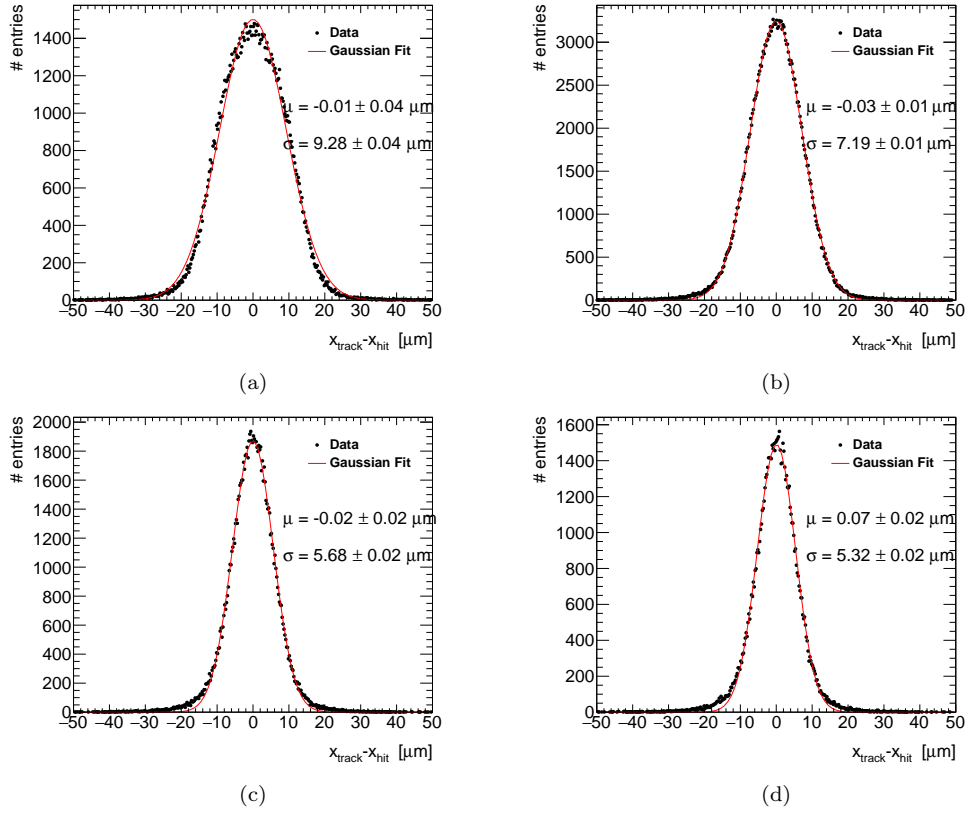 # entries
1400
1200
1000
800
600
400
200
0
Data
Gaussian Fit
μ = -0.01 ± 0.04 μm
σ = 9.28 ± 0.04 μm
−50 −40 −30 −20 −10 0 10 20 30 40 50
x_track-x_hit [μm]
(a)
# entries
3000
2500
2000
1500
1000
500
0
Data
Gaussian Fit
μ = -0.03 ± 0.01 μm
σ = 7.19 ± 0.01 μm
−50 −40 −30 −20 −10 0 10 20 30 40 50
x_track-x_hit [μm]
(b)
# entries
2000
1800
1600
1400
1200
1000
800
600
400
200
0
Data
Gaussian Fit
μ = -0.02 ± 0.02 μm
σ = 5.68 ± 0.02 μm
−50 −40 −30 −20 −10 0 10 20 30 40 50
x_track-x_hit [μm]
(c)
# entries
1600
1400
1200
1000
800
600
400
200
0
Data
Gaussian Fit
μ = 0.07 ± 0.02 μm
σ = 5.32 ± 0.02 μm
−50 −40 −30 −20 −10 0 10 20 30 40 50
x_track-x_hit [μm]
(d)